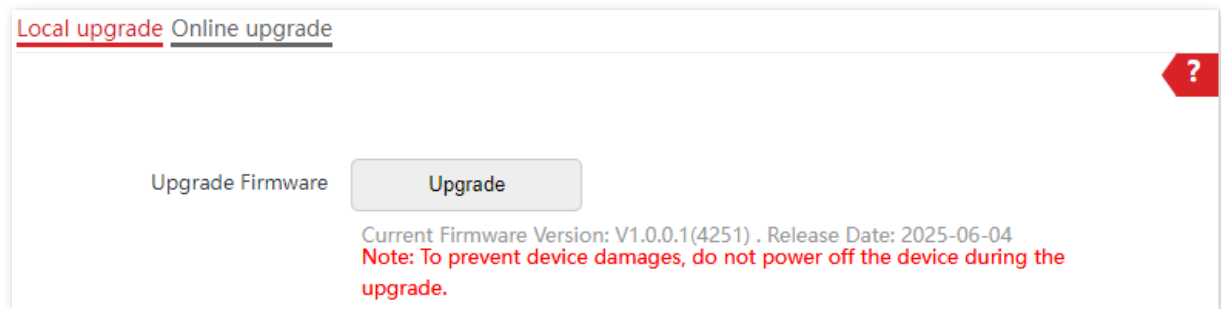 Local upgrade Online upgrade
?
Upgrade Firmware Upgrade
Current Firmware Version: V1.0.0.1(4251) . Release Date: 2025-06-04
Note: To prevent device damages, do not power off the device during the
upgrade.